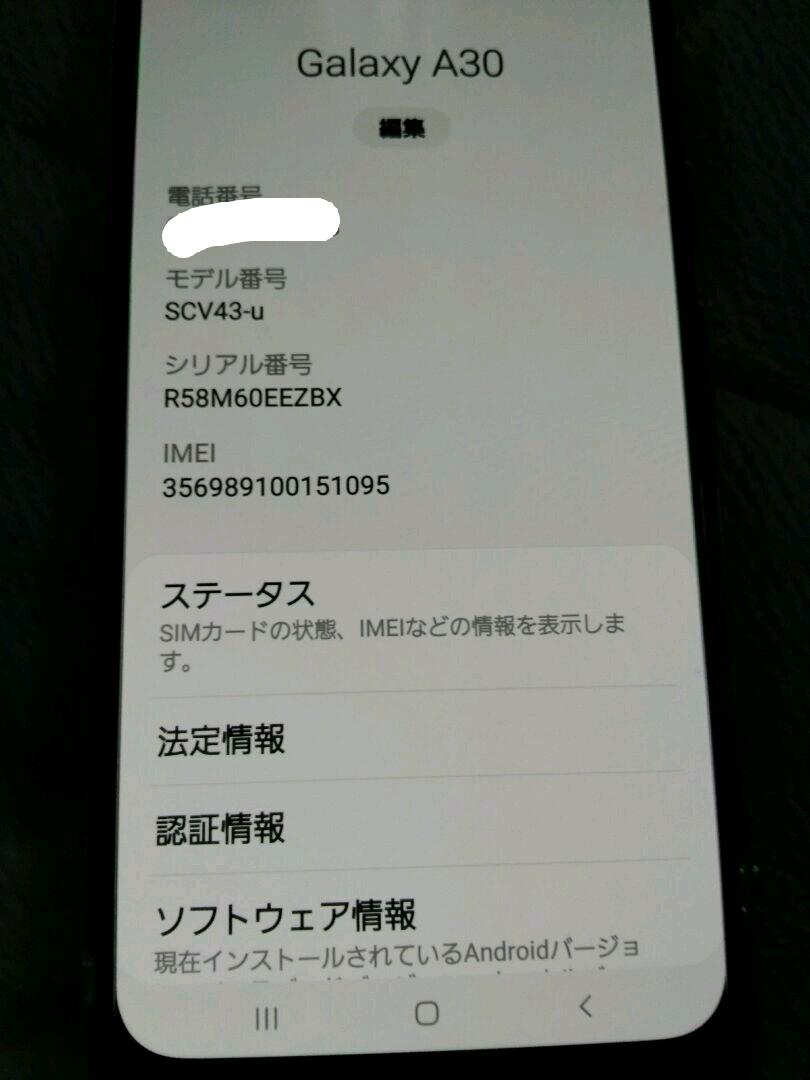 Galaxy A30
編集
電話番号
モデル番号
SCV43-u
シリアル番号
R58M60EEZBX
IMEI
356989100151095
ステータス
SIMカードの状態、IMEIなどの情報を表示しま
す。
法定情報
認証情報
ソフトウェア情報
現在インストールされているAndroidバージョ